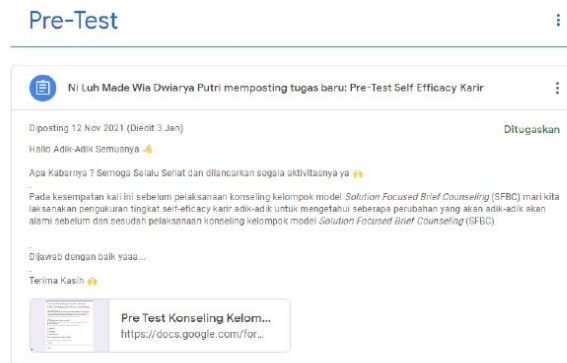 Pre-Test
Ni Luh Made Wia Dwiarya Putri memposting tugas baru: Pre-Test Self Efficacy Karir
Diposting 12 Nov 2021 (Diedit 3 Jan)
Ditugaskan
Hallo Adik-Adik Semuanya 👋
Apa Kabarnya ? Semoga Selalu Sehat dan dilancarkan segala aktivitasnya ya 🙌
.
Pada kesempatan kali ini sebelum pelaksanaan konseling kelompok model Solution Focused Brief Counseling (SFBC) mari kita
laksanakan pengukuran tingkat self-eficacy karir adik-adik untuk mengetahui seberapa perubahan yang akan adik-adik akan
alami sebelum dan sesudah pelaksanaan konseling kelompok model Solution Focused Brief Counseling (SFBC).
.
Dijawab dengan baik yaaa...
.
Terima Kasih 🙌
Pre Test Konseling Kelom...
https://docs.google.com/for...